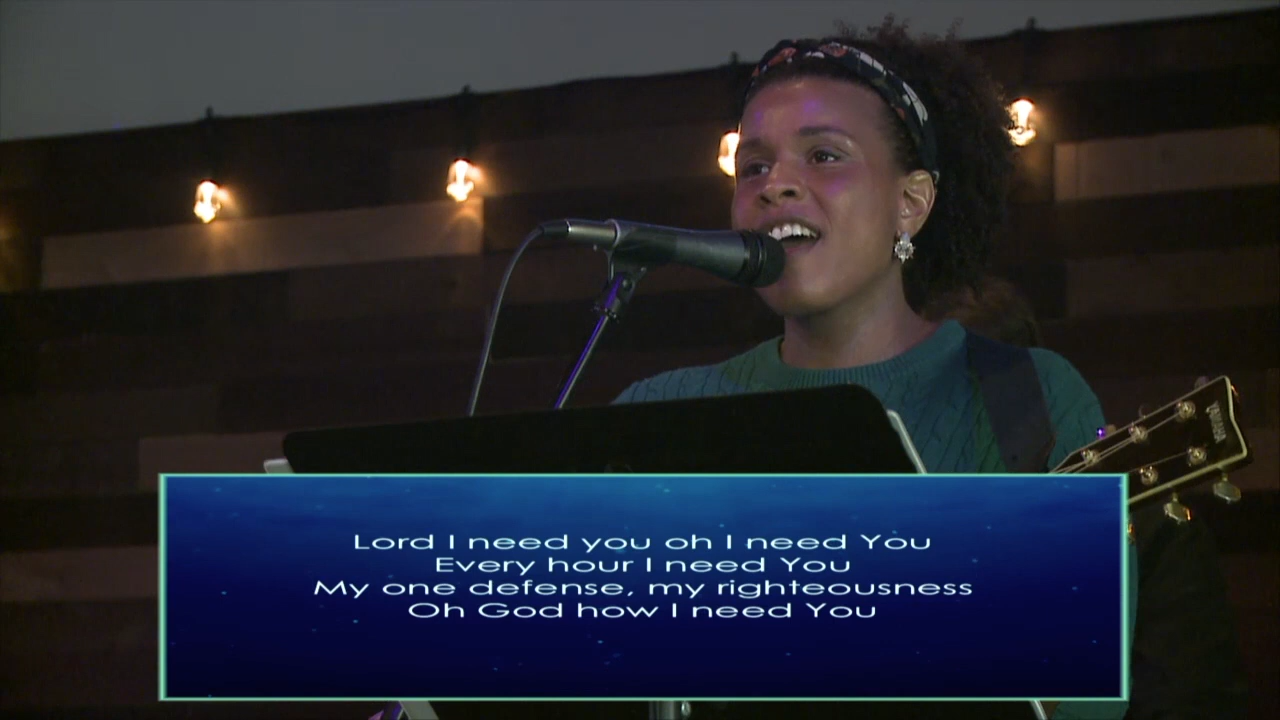 YAMAHA
Lord I need you oh I need You
Every hour I need You
My one defense, my righteousness
Oh God how I need You